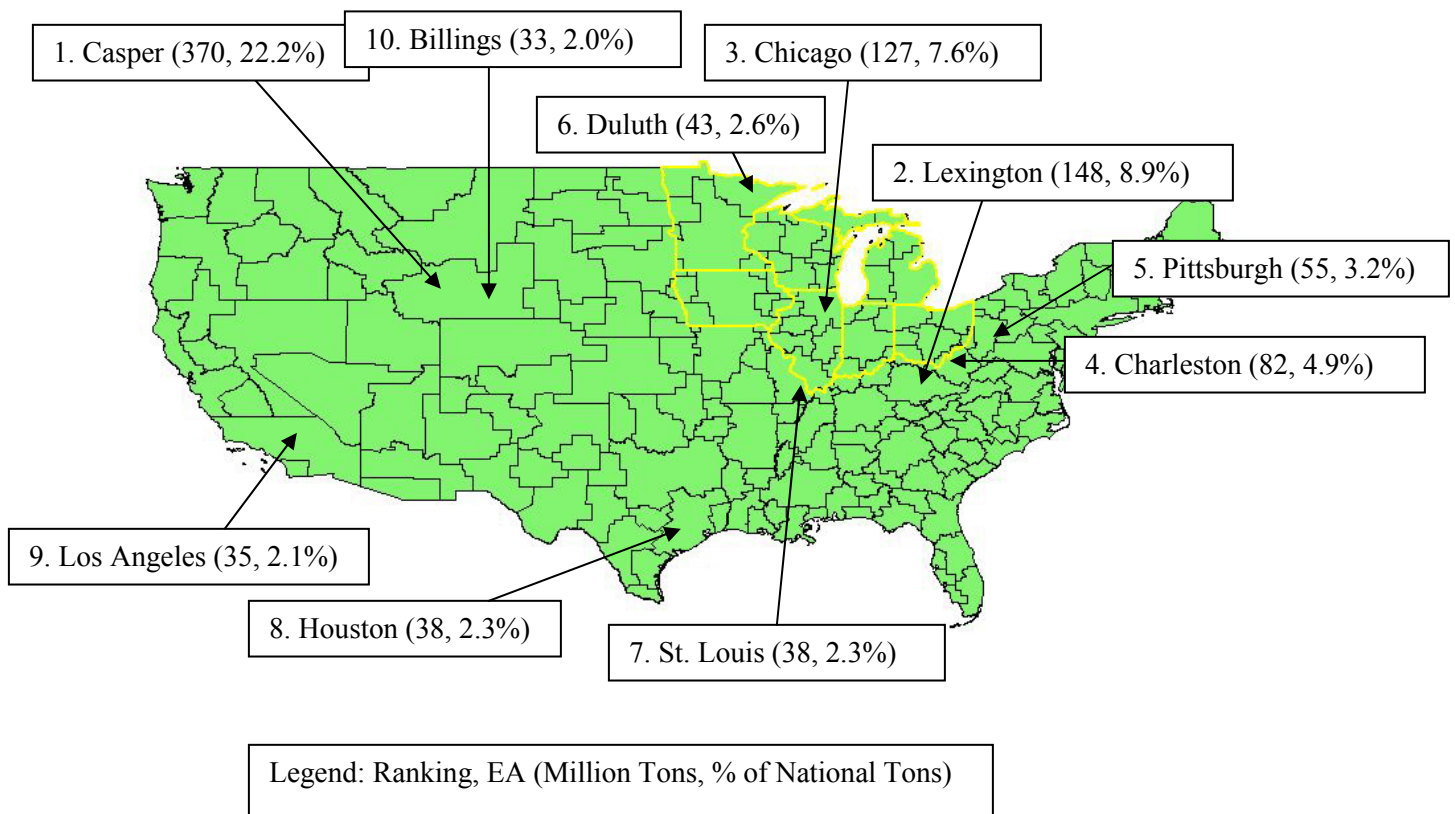 10. Billings (33, 2.0%)
1. Casper (370, 22.2%)
3. Chicago (127, 7.6%)
6. Duluth (43, 2.6%)
2. Lexington (148, 8.9%)
5. Pittsburgh (55, 3.2%)
4. Charleston (82, 4.9%)
9. Los Angeles (35, 2.1%)
8. Houston (38, 2.3%)
7. St. Louis (38, 2.3%)
Legend: Ranking, EA (Million Tons, % of National Tons)